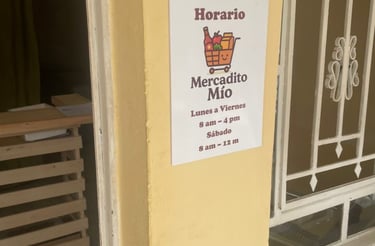 Horario
Mercadito
Mío
Lunes a Viernes
8 am – 4 pm
Sábado
8 am – 12 m